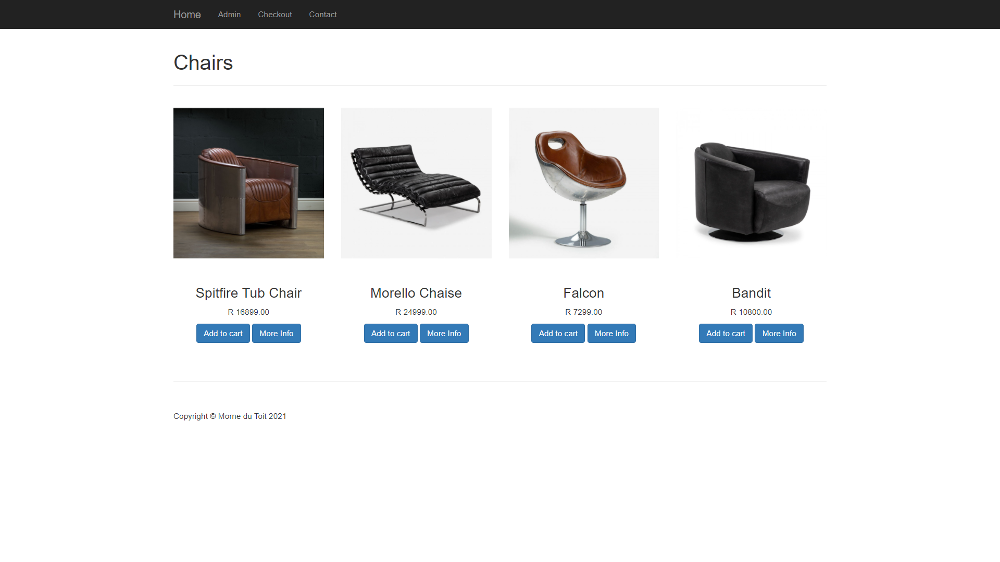 Home Admin Checkout Contact
Chairs
Spitfire Tub Chair
R 16899.00
Add to cart More Info
Morello Chaise
R 24999.00
Add to cart More Info
Falcon
R 7299.00
Add to cart More Info
Bandit
R 10800.00
Add to cart More Info
Copyright © Morne du Toit 2021